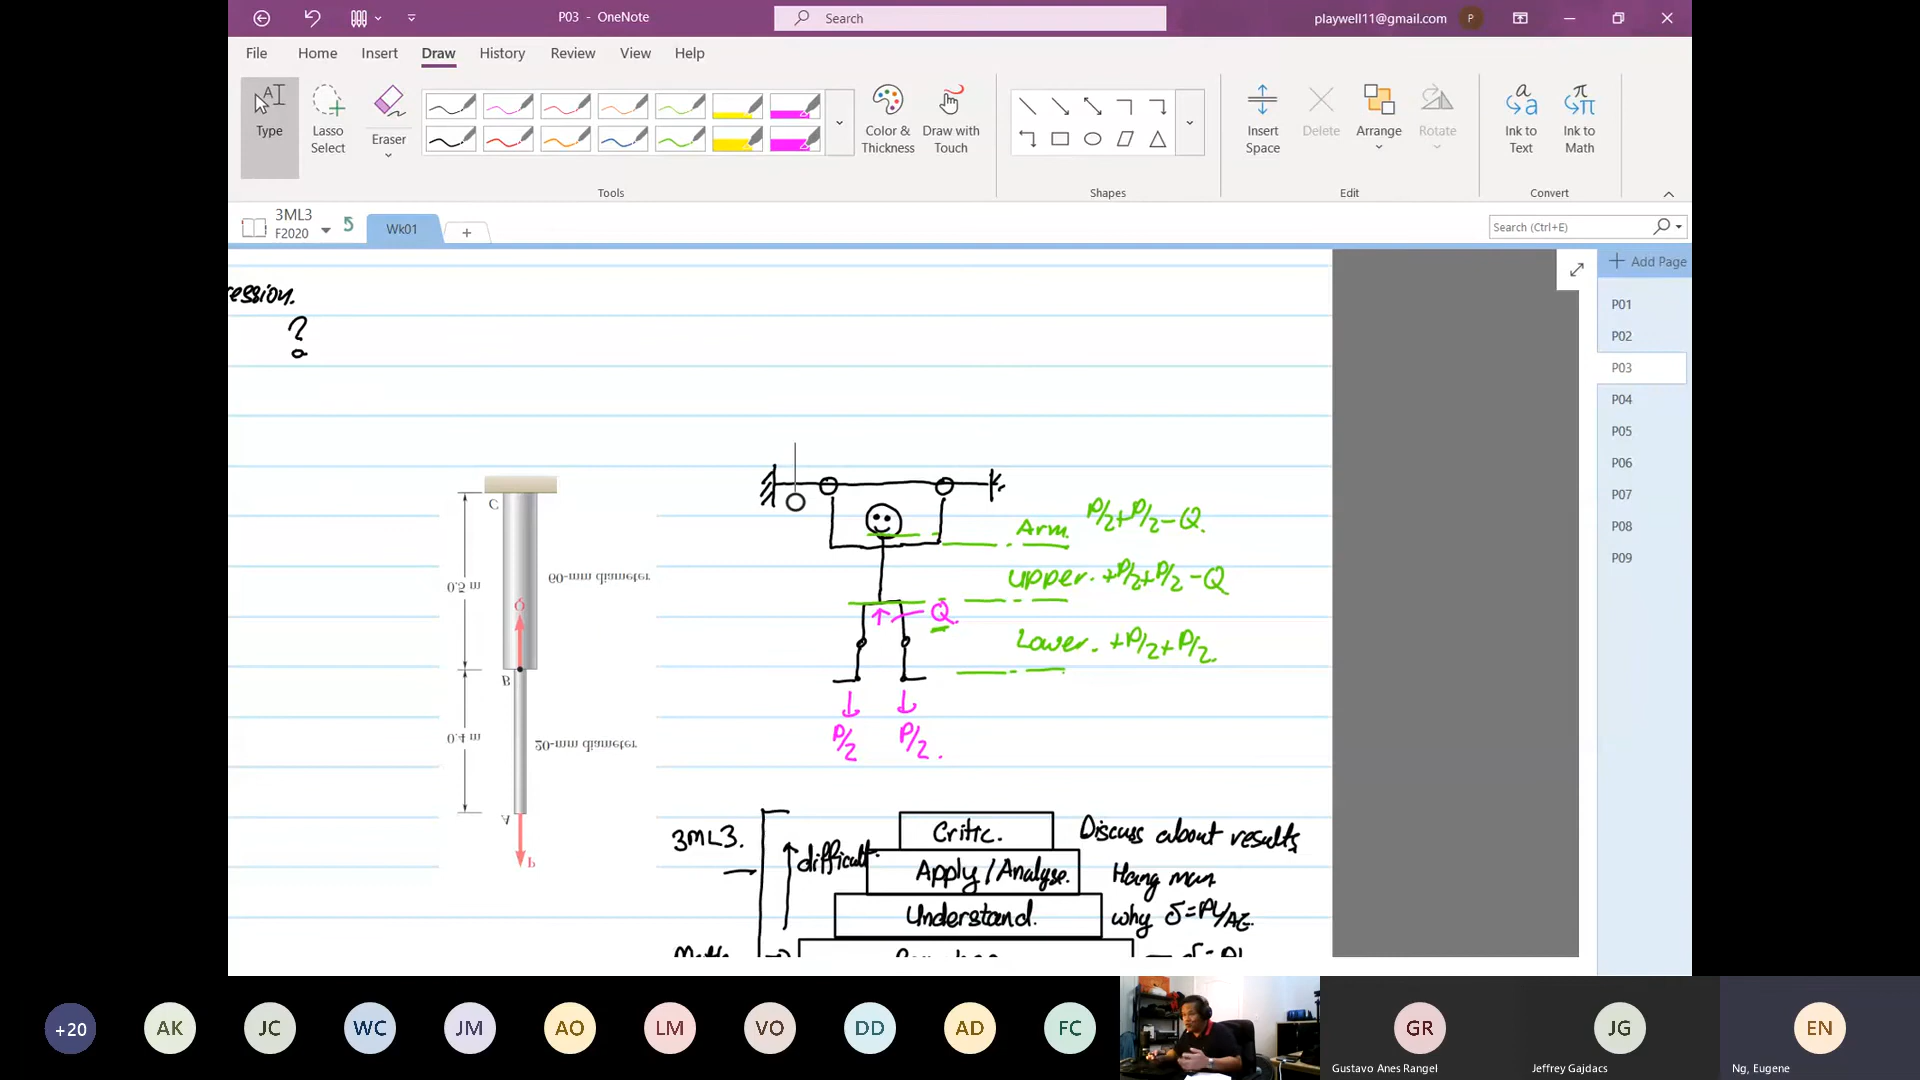 P03 - OneNote
Search
playwell11@gmail.com
P
File Home Insert Draw History Review View Help
Type
Lasso Select
Eraser
Color & Thickness
Draw with Touch
Insert Space
Delete
Arrange
Rotate
Ink to Text
Ink to Math
Tools
Shapes
Edit
Convert
3ML3 F2020
Wk01
Search (Ctrl+E)
Add Page
P01
P02
P03
P04
P05
P06
P07
P08
P09
ression.
?
C
0.5 m
60-mm diameter
Q
B
0.4 m
20-mm diameter
A
P
Arm. P/2+P/2-Q.
Upper. +P/2+P/2-Q
Q.
Lower. +P/2+P/2.
P/2 P/2.
3ML3.
difficult.
Critic. Discuss about results
Apply/Analyse. Hang man
Understand. why δ=PL/AE.
+20 AK JC WC JM AO LM VO DD AD FC GR JG EN
Gustavo Anes Rangel
Jeffrey Gajdacs
Ng, Eugene